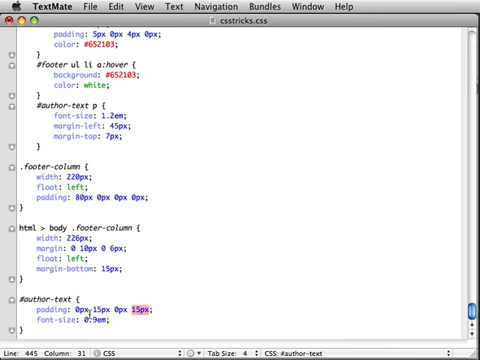 TextMate File Edit View Text Navigation Bundles Window Help
csstricks.css
padding: 5px 0px 4px 0px;
color: #652103;
}
#footer ul li a:hover {
background: #652103;
color: white;
}
#author-text p {
font-size: 1.2em;
margin-left: 45px;
margin-top: 7px;
}
.footer-column {
width: 220px;
float: left;
padding: 80px 0px 0px 0px;
}
html > body .footer-column {
width: 226px;
margin: 0 10px 0 6px;
float: left;
margin-bottom: 15px;
}
#author-text {
padding: 0px 15px 0px 15px;
font-size: 0.9em;
}
Line: 445 Column: 31 CSS Tab Size: 4 CSS: #author-text